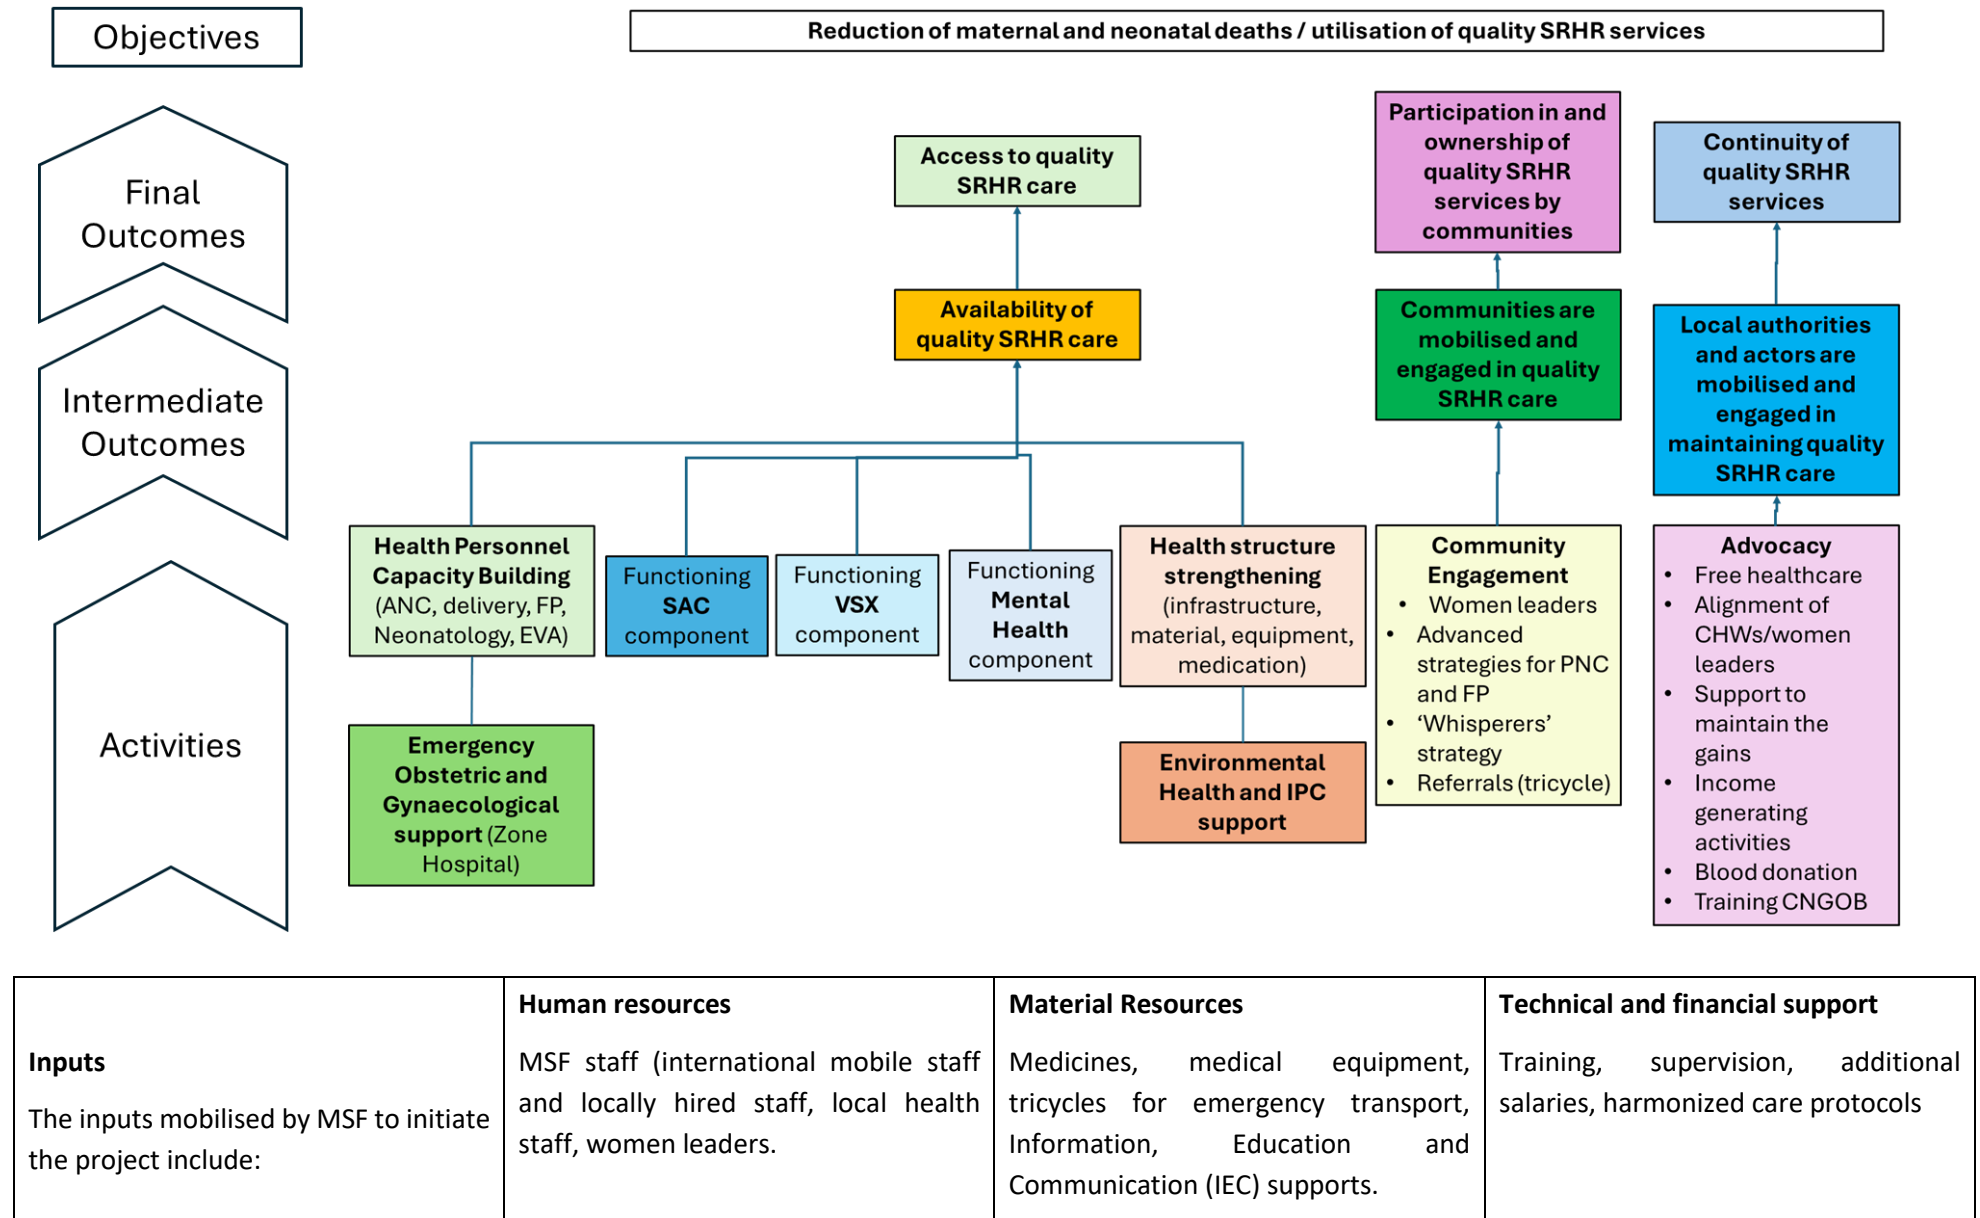 Objectives
Reduction of maternal and neonatal deaths / utilisation of quality SRHR services
Final
Outcomes
Access to quality
SRHR care
Participation in and
ownership of
quality SRHR
services by
communities
Continuity of
quality SRHR
services
Intermediate
Outcomes
Availability of
quality SRHR care
Communities are
mobilised and
engaged in quality
SRHR care
Local authorities
and actors are
mobilised and
engaged in
maintaining quality
SRHR care
Activities
Health Personnel
Capacity Building
(ANC, delivery, FP,
Neonatology, EVA)
Functioning
SAC
component
Functioning
VSX
component
Functioning
Mental
Health
component
Health structure
strengthening
(infrastructure,
material, equipment,
medication)
Community
Engagement
• Women leaders
• Advanced
strategies for PNC
and FP
• ‘Whisperers’
strategy
• Referrals (tricycle)
Advocacy
• Free healthcare
• Alignment of
CHWs/women
leaders
• Support to
maintain the
gains
• Income
generating
activities
• Blood donation
• Training CNGOB
Emergency
Obstetric and
Gynaecological
support (Zone
Hospital)
Environmental
Health and IPC
support
Inputs
The inputs mobilised by MSF to initiate
the project include:
Human resources
MSF staff (international mobile staff
and locally hired staff, local health
staff, women leaders.
Material Resources
Medicines, medical equipment,
tricycles for emergency transport,
Information, Education and
Communication (IEC) supports.
Technical and financial support
Training, supervision, additional
salaries, harmonized care protocols